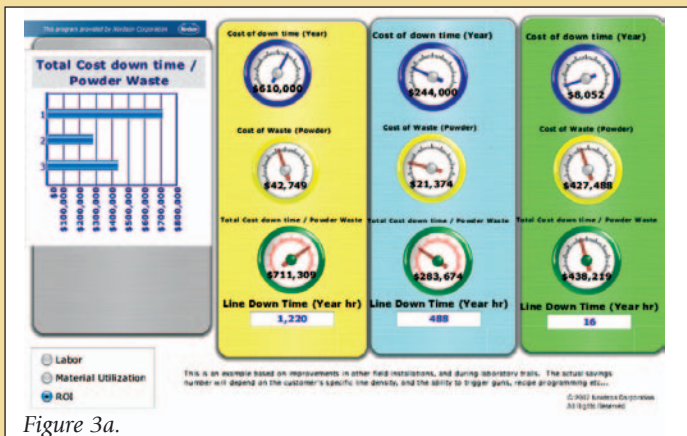 This program provided by Nordson Corporation
Nordson
Total Cost down time /
Powder Waste
1
2
3
$0
$100,000
$200,000
$300,000
$400,000
$500,000
$600,000
$700,000
$800,000
Labor
Material Utilization
ROI
Cost of down time (Year)
$610,000
Cost of Waste (Powder)
$42,749
Total Cost down time / Powder Waste
$711,309
Line Down Time (Year hr)
1,220
Cost of down time (Year)
$244,000
Cost of Waste (Powder)
$21,374
Total Cost down time / Powder Waste
$283,674
Line Down Time (Year hr)
488
Cost of down time (Year)
$8,052
Cost of Waste (Powder)
$427,488
Total Cost down time / Powder Waste
$438,219
Line Down Time (Year hr)
16
This is an example based on improvements in other field installations, and during laboratory trails. The actual savings
number will depend on the customer's specific line density, and the ability to trigger guns, recipe programming etc...
Nordson Corporation
All Rights Reserved
Figure 3a.